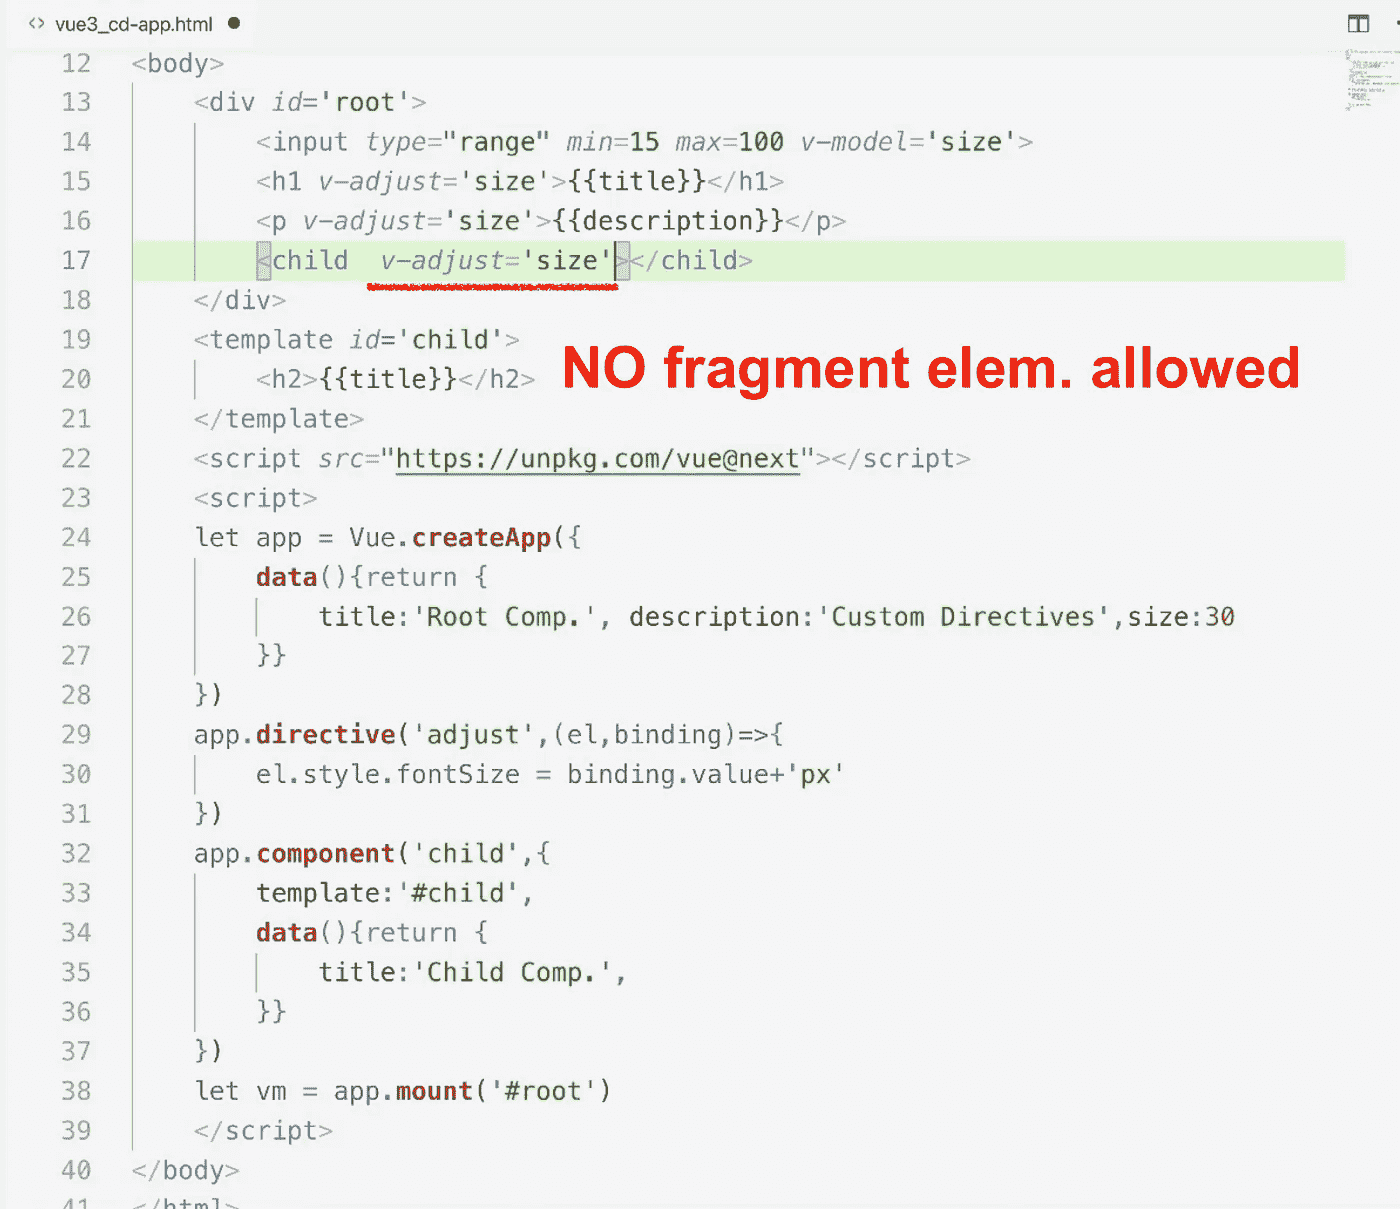 <> vue3_cd-app.html ●
12 <body>
13 <div id='root'>
14 <input type="range" min=15 max=100 v-model='size'>
15 <h1 v-adjust='size'>{{title}}</h1>
16 <p v-adjust='size'>{{description}}</p>
17 <child  v-adjust='size'></child>
18 </div>
19 <template id='child'>
20 <h2>{{title}}</h2>
NO fragment elem. allowed
21 </template>
22 <script src="https://unpkg.com/vue@next"></script>
23 <script>
24 let app = Vue.createApp({
25 data(){return {
26 title:'Root Comp.', description:'Custom Directives',size:30
27 }}
28 })
29 app.directive('adjust',(el,binding)=>{
30 el.style.fontSize = binding.value+'px'
31 })
32 app.component('child',{
33 template:'#child',
34 data(){return {
35 title:'Child Comp.',
36 }}
37 })
38 let vm = app.mount('#root')
39 </script>
40 </body>
41 </html>